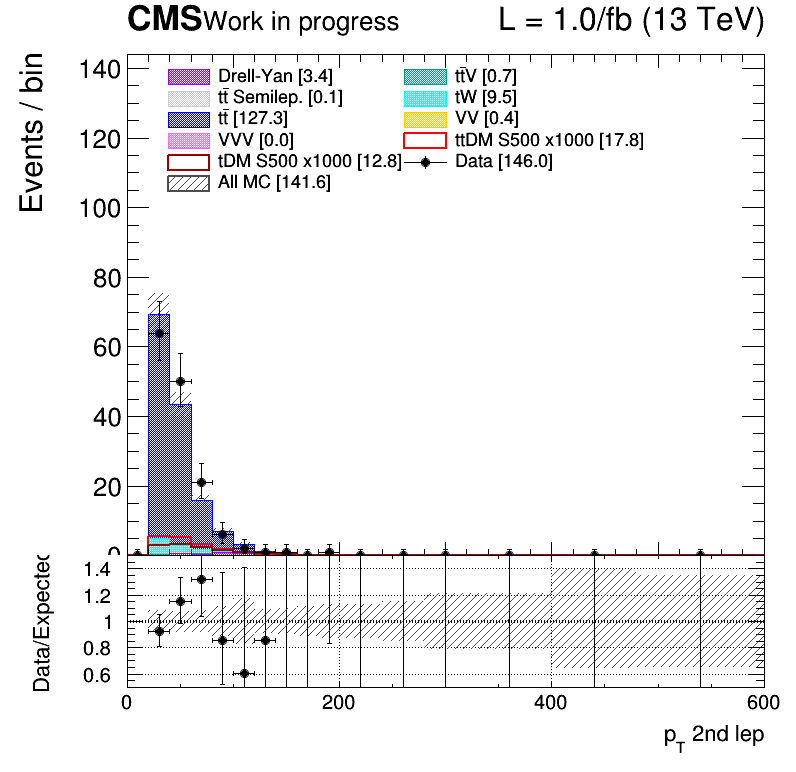 CMS Work in progress L = 1.0/fb (13 TeV)
Events / bin
140
120
100
80
60
40
20
0
Drell-Yan [3.4] tt̄V [0.7]
tt̄ Semilep. [0.1] tW [9.5]
tt̄ [127.3] VV [0.4]
VVV [0.0] ttDM S500 x1000 [17.8]
tDM S500 x1000 [12.8] Data [146.0]
All MC [141.6]
Data/Expected
1.4
1.2
1
0.8
0.6
0 200 400 600
p_T 2nd lep